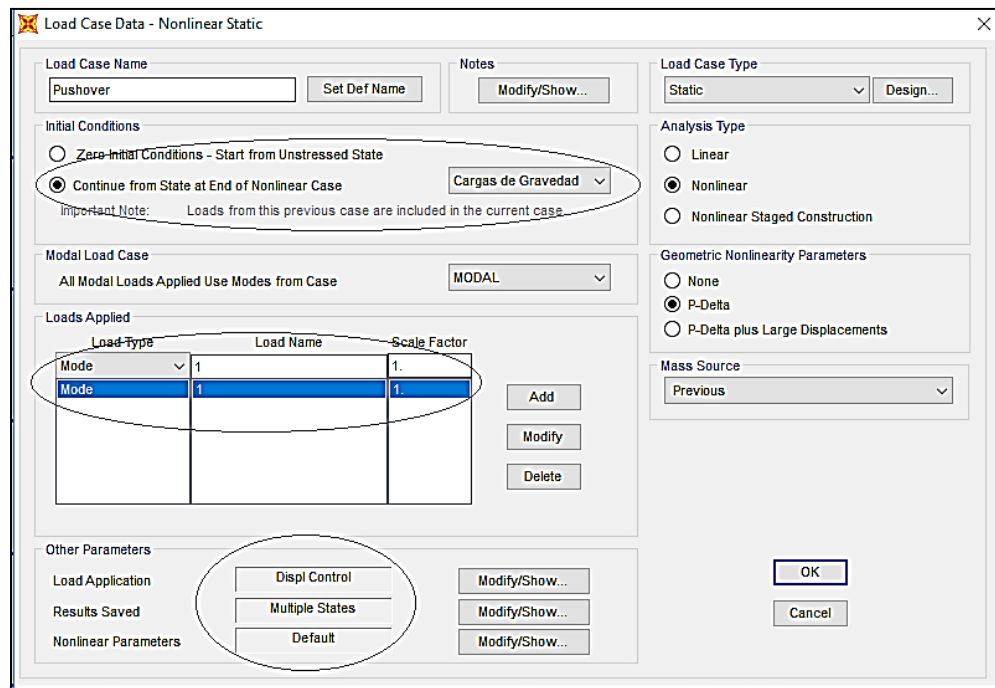 Load Case Data - Nonlinear Static
Load Case Name
Pushover
Set Def Name
Notes
Modify/Show...
Load Case Type
Static
Design...
Initial Conditions
Zero Initial Conditions - Start from Unstressed State
Continue from State at End of Nonlinear Case
Cargas de Gravedad
Important Note: Loads from this previous case are included in the current case
Analysis Type
Linear
Nonlinear
Nonlinear Staged Construction
Modal Load Case
All Modal Loads Applied Use Modes from Case
MODAL
Geometric Nonlinearity Parameters
None
P-Delta
P-Delta plus Large Displacements
Loads Applied
Load Type Load Name Scale Factor
Mode 1 1.
Mode 1 1.
Add
Modify
Delete
Mass Source
Previous
Other Parameters
Load Application Displ Control Modify/Show...
Results Saved Multiple States Modify/Show...
Nonlinear Parameters Default Modify/Show...
OK
Cancel